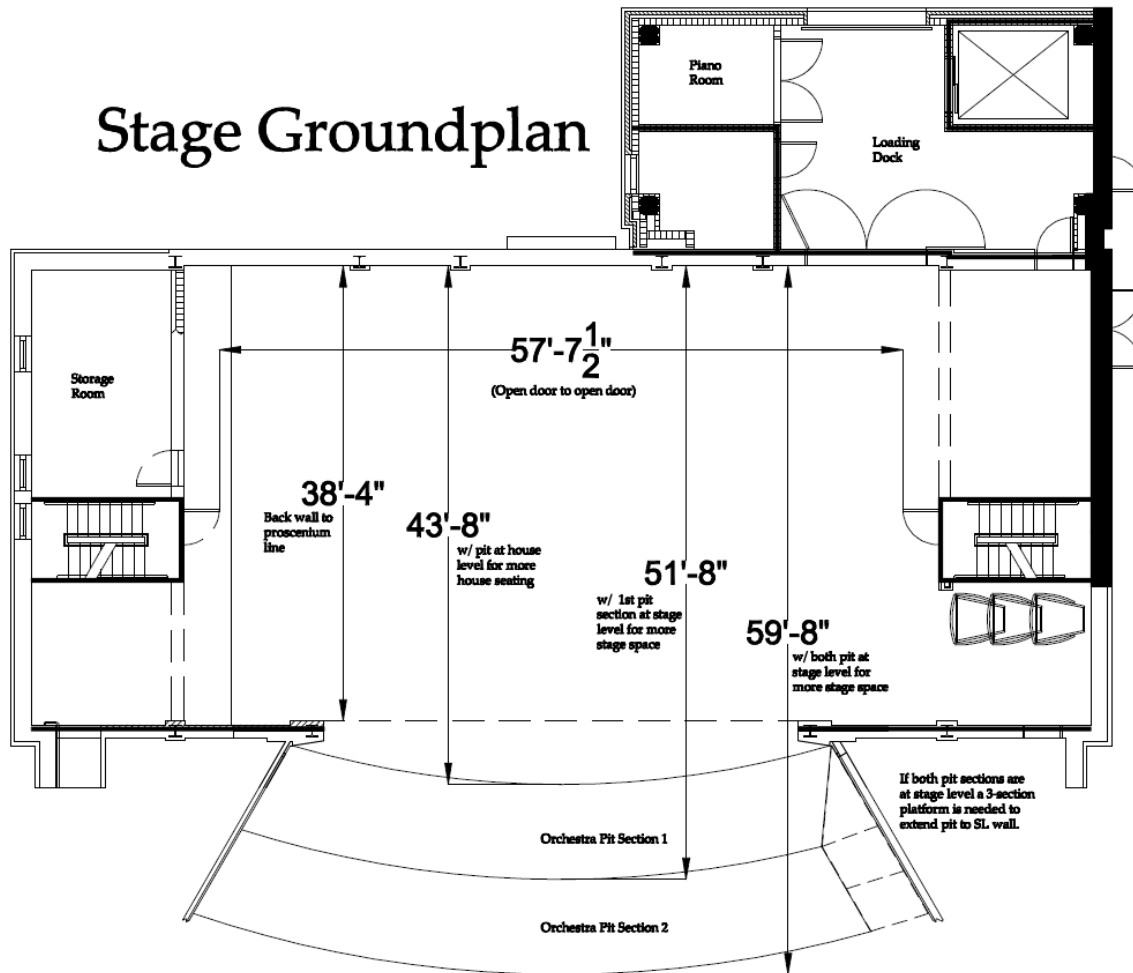 Stage Groundplan
Piano
Room
Loading
Dock
57'-7 1/2"
(Open door to open door)
Storage
Room
38'-4"
Back wall to
proscenium
line
43'-8"
w/ pit at house
level for more
house seating
51'-8"
w/ 1st pit
section at stage
level for more
stage space
59'-8"
w/ both pit at
stage level for
more stage space
If both pit sections are
at stage level a 3-section
platform is needed to
extend pit to SL wall.
Orchestra Pit Section 1
Orchestra Pit Section 2